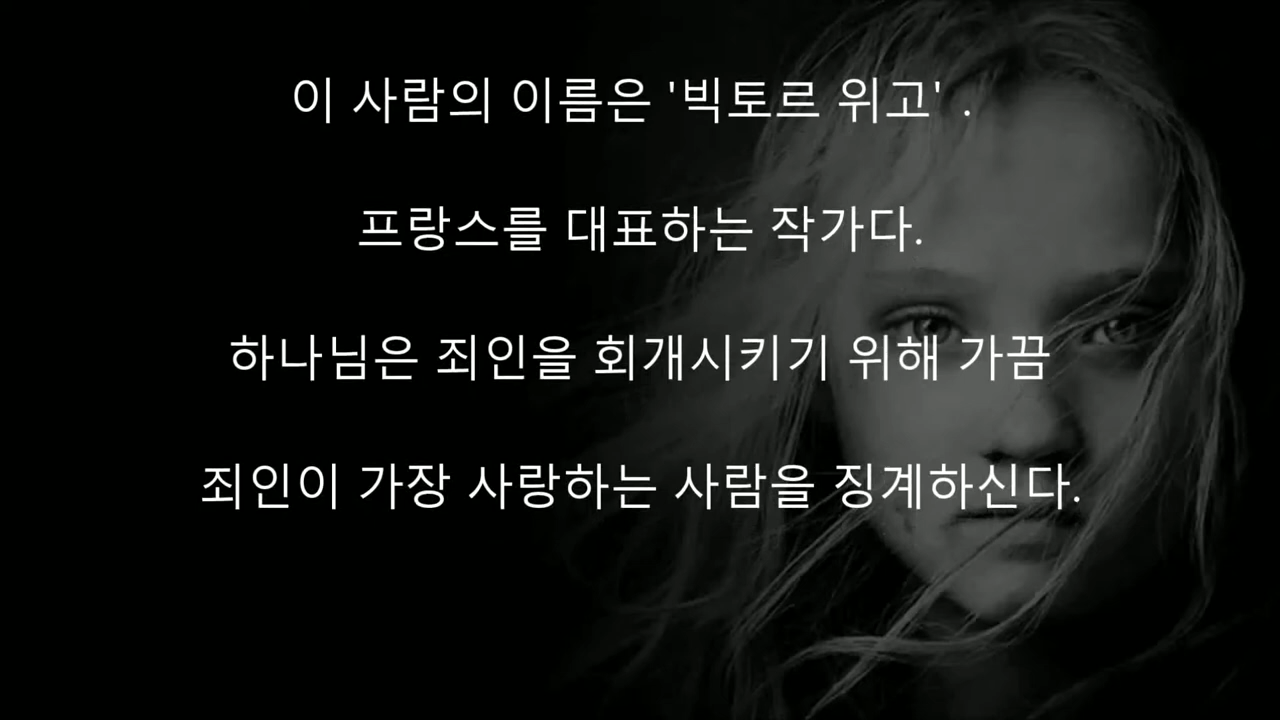 이 사람의 이름은 '빅토르 위고' .
프랑스를 대표하는 작가다.
하나님은 죄인을 회개시키기 위해 가끔
죄인이 가장 사랑하는 사람을 징계하신다.